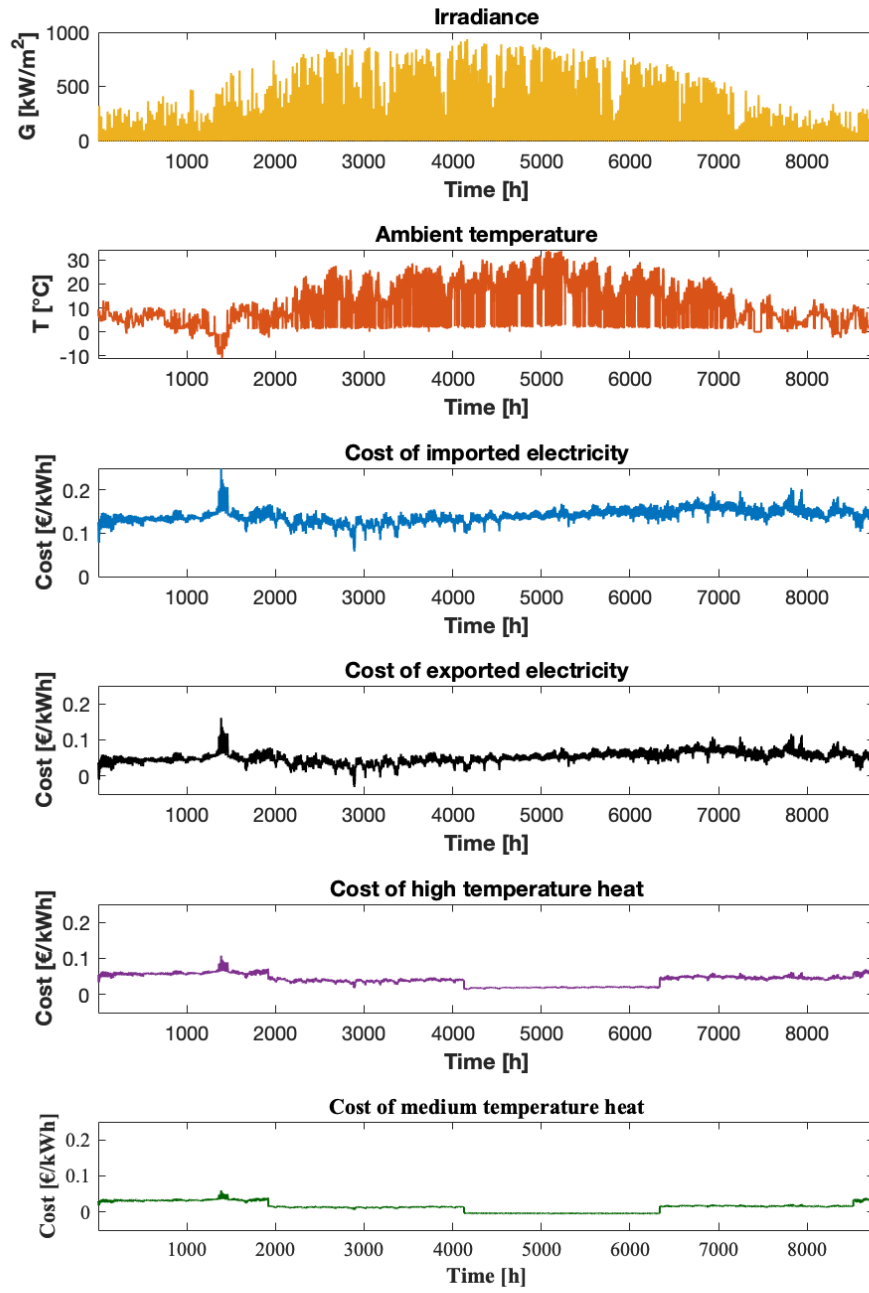 Irradiance
G [kW/m²]
1000
500
0
1000 2000 3000 4000 5000 6000 7000 8000
Time [h]
Ambient temperature
T [°C]
30
20
10
0
-10
1000 2000 3000 4000 5000 6000 7000 8000
Time [h]
Cost of imported electricity
Cost [€/kWh]
0.2
0.1
0
1000 2000 3000 4000 5000 6000 7000 8000
Time [h]
Cost of exported electricity
Cost [€/kWh]
0.2
0.1
0
1000 2000 3000 4000 5000 6000 7000 8000
Time [h]
Cost of high temperature heat
Cost [€/kWh]
0.2
0.1
0
1000 2000 3000 4000 5000 6000 7000 8000
Time [h]
Cost of medium temperature heat
Cost [€/kWh]
0.2
0.1
0
1000 2000 3000 4000 5000 6000 7000 8000
Time [h]